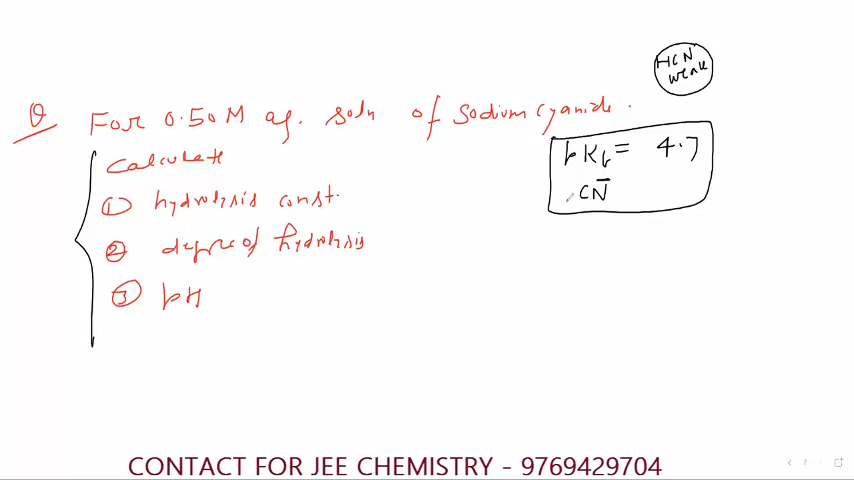 HCN
weak
Q For 0.50M aq. soln of Sodium cyanide.
Calculate
① hydrolysis const.
② degree of hydrolysis
③ pH
pKb = 4.7
CN⁻
CONTACT FOR JEE CHEMISTRY - 9769429704